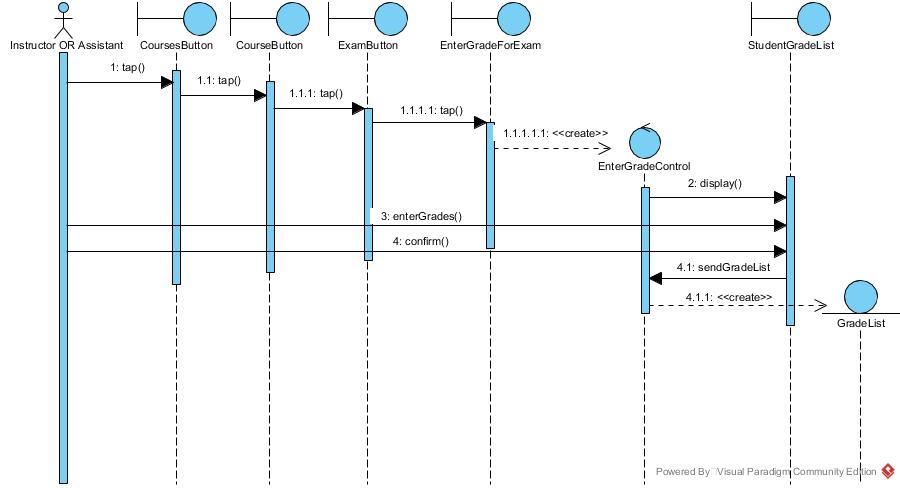 Instructor OR Assistant
CoursesButton
CourseButton
ExamButton
EnterGradeForExam
StudentGradeList
1: tap()
1.1: tap()
1.1.1: tap()
1.1.1.1: tap()
1.1.1.1.1: <<create>>
EnterGradeControl
2: display()
3: enterGrades()
4: confirm()
4.1: sendGradeList
4.1.1: <<create>>
GradeList
Powered By Visual Paradigm Community Edition